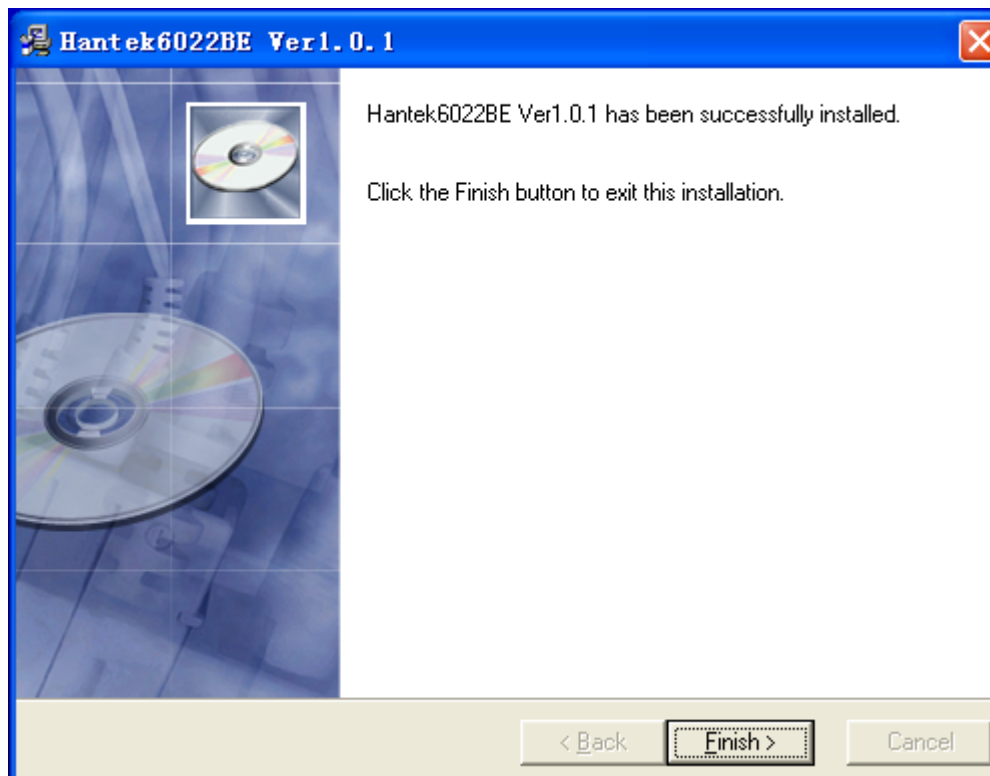 Hantek6022BE Ver1.0.1
Hantek6022BE Ver1.0.1 has been successfully installed.
Click the Finish button to exit this installation.
< Back
Finish >
Cancel